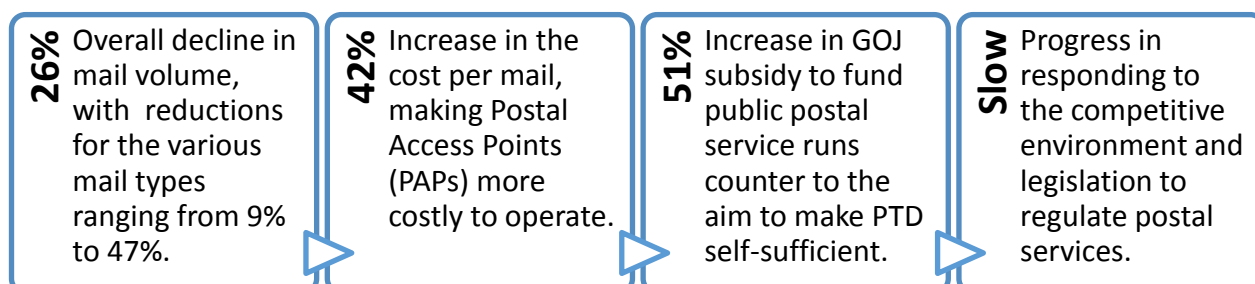 26%
Overall decline in
mail volume,
with reductions
for the various
mail types
ranging from 9%
to 47%.
42%
Increase in the
cost per mail,
making Postal
Access Points
(PAPs) more
costly to operate.
51%
Increase in GOJ
subsidy to fund
public postal
service runs
counter to the
aim to make PTD
self-sufficient.
Slow
Progress in
responding to
the competitive
environment and
legislation to
regulate postal
services.